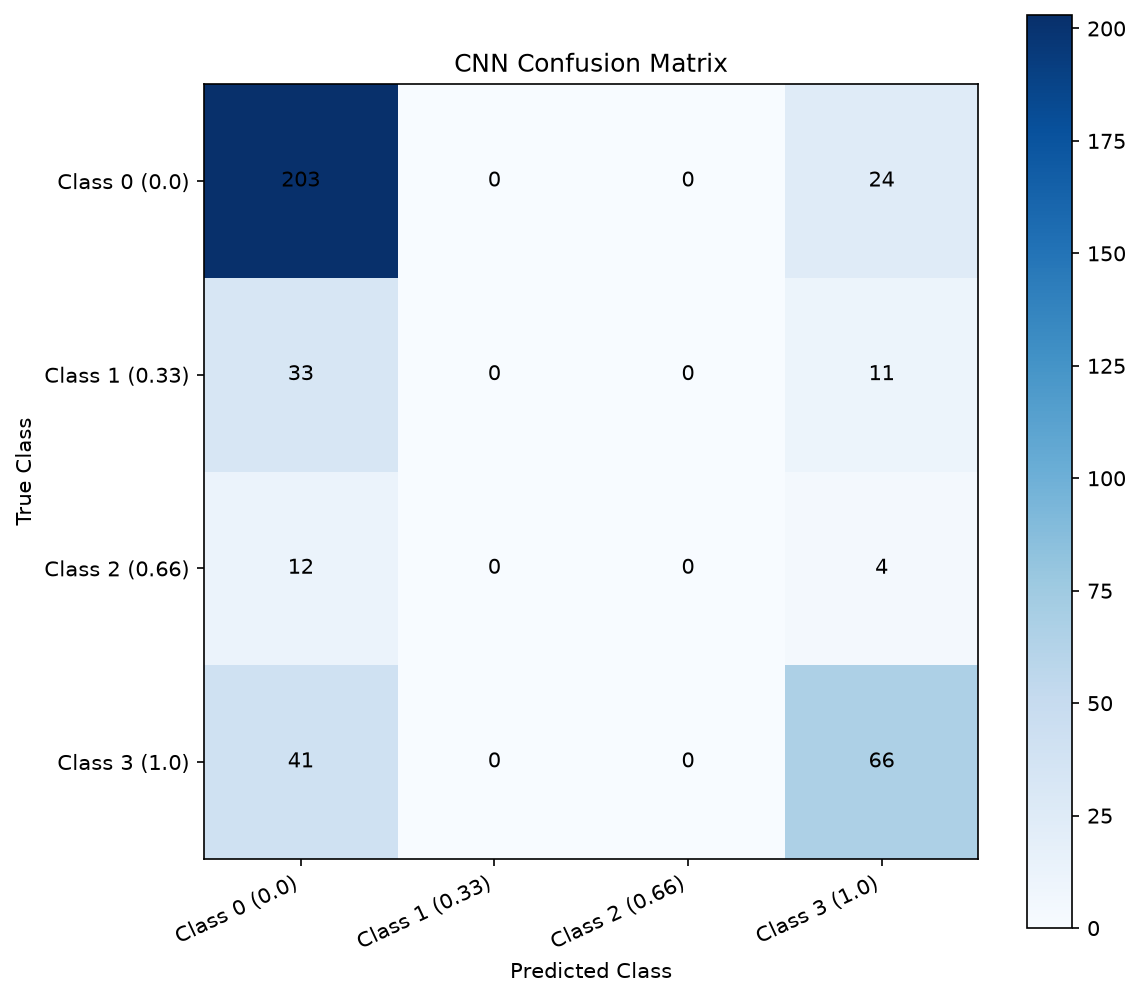 CNN Confusion Matrix
True Class
Class 0 (0.0)
203 0 0 24
Class 1 (0.33)
33 0 0 11
Class 2 (0.66)
12 0 0 4
Class 3 (1.0)
41 0 0 66
Class 0 (0.0) Class 1 (0.33) Class 2 (0.66) Class 3 (1.0)
Predicted Class
200
175
150
125
100
75
50
25
0